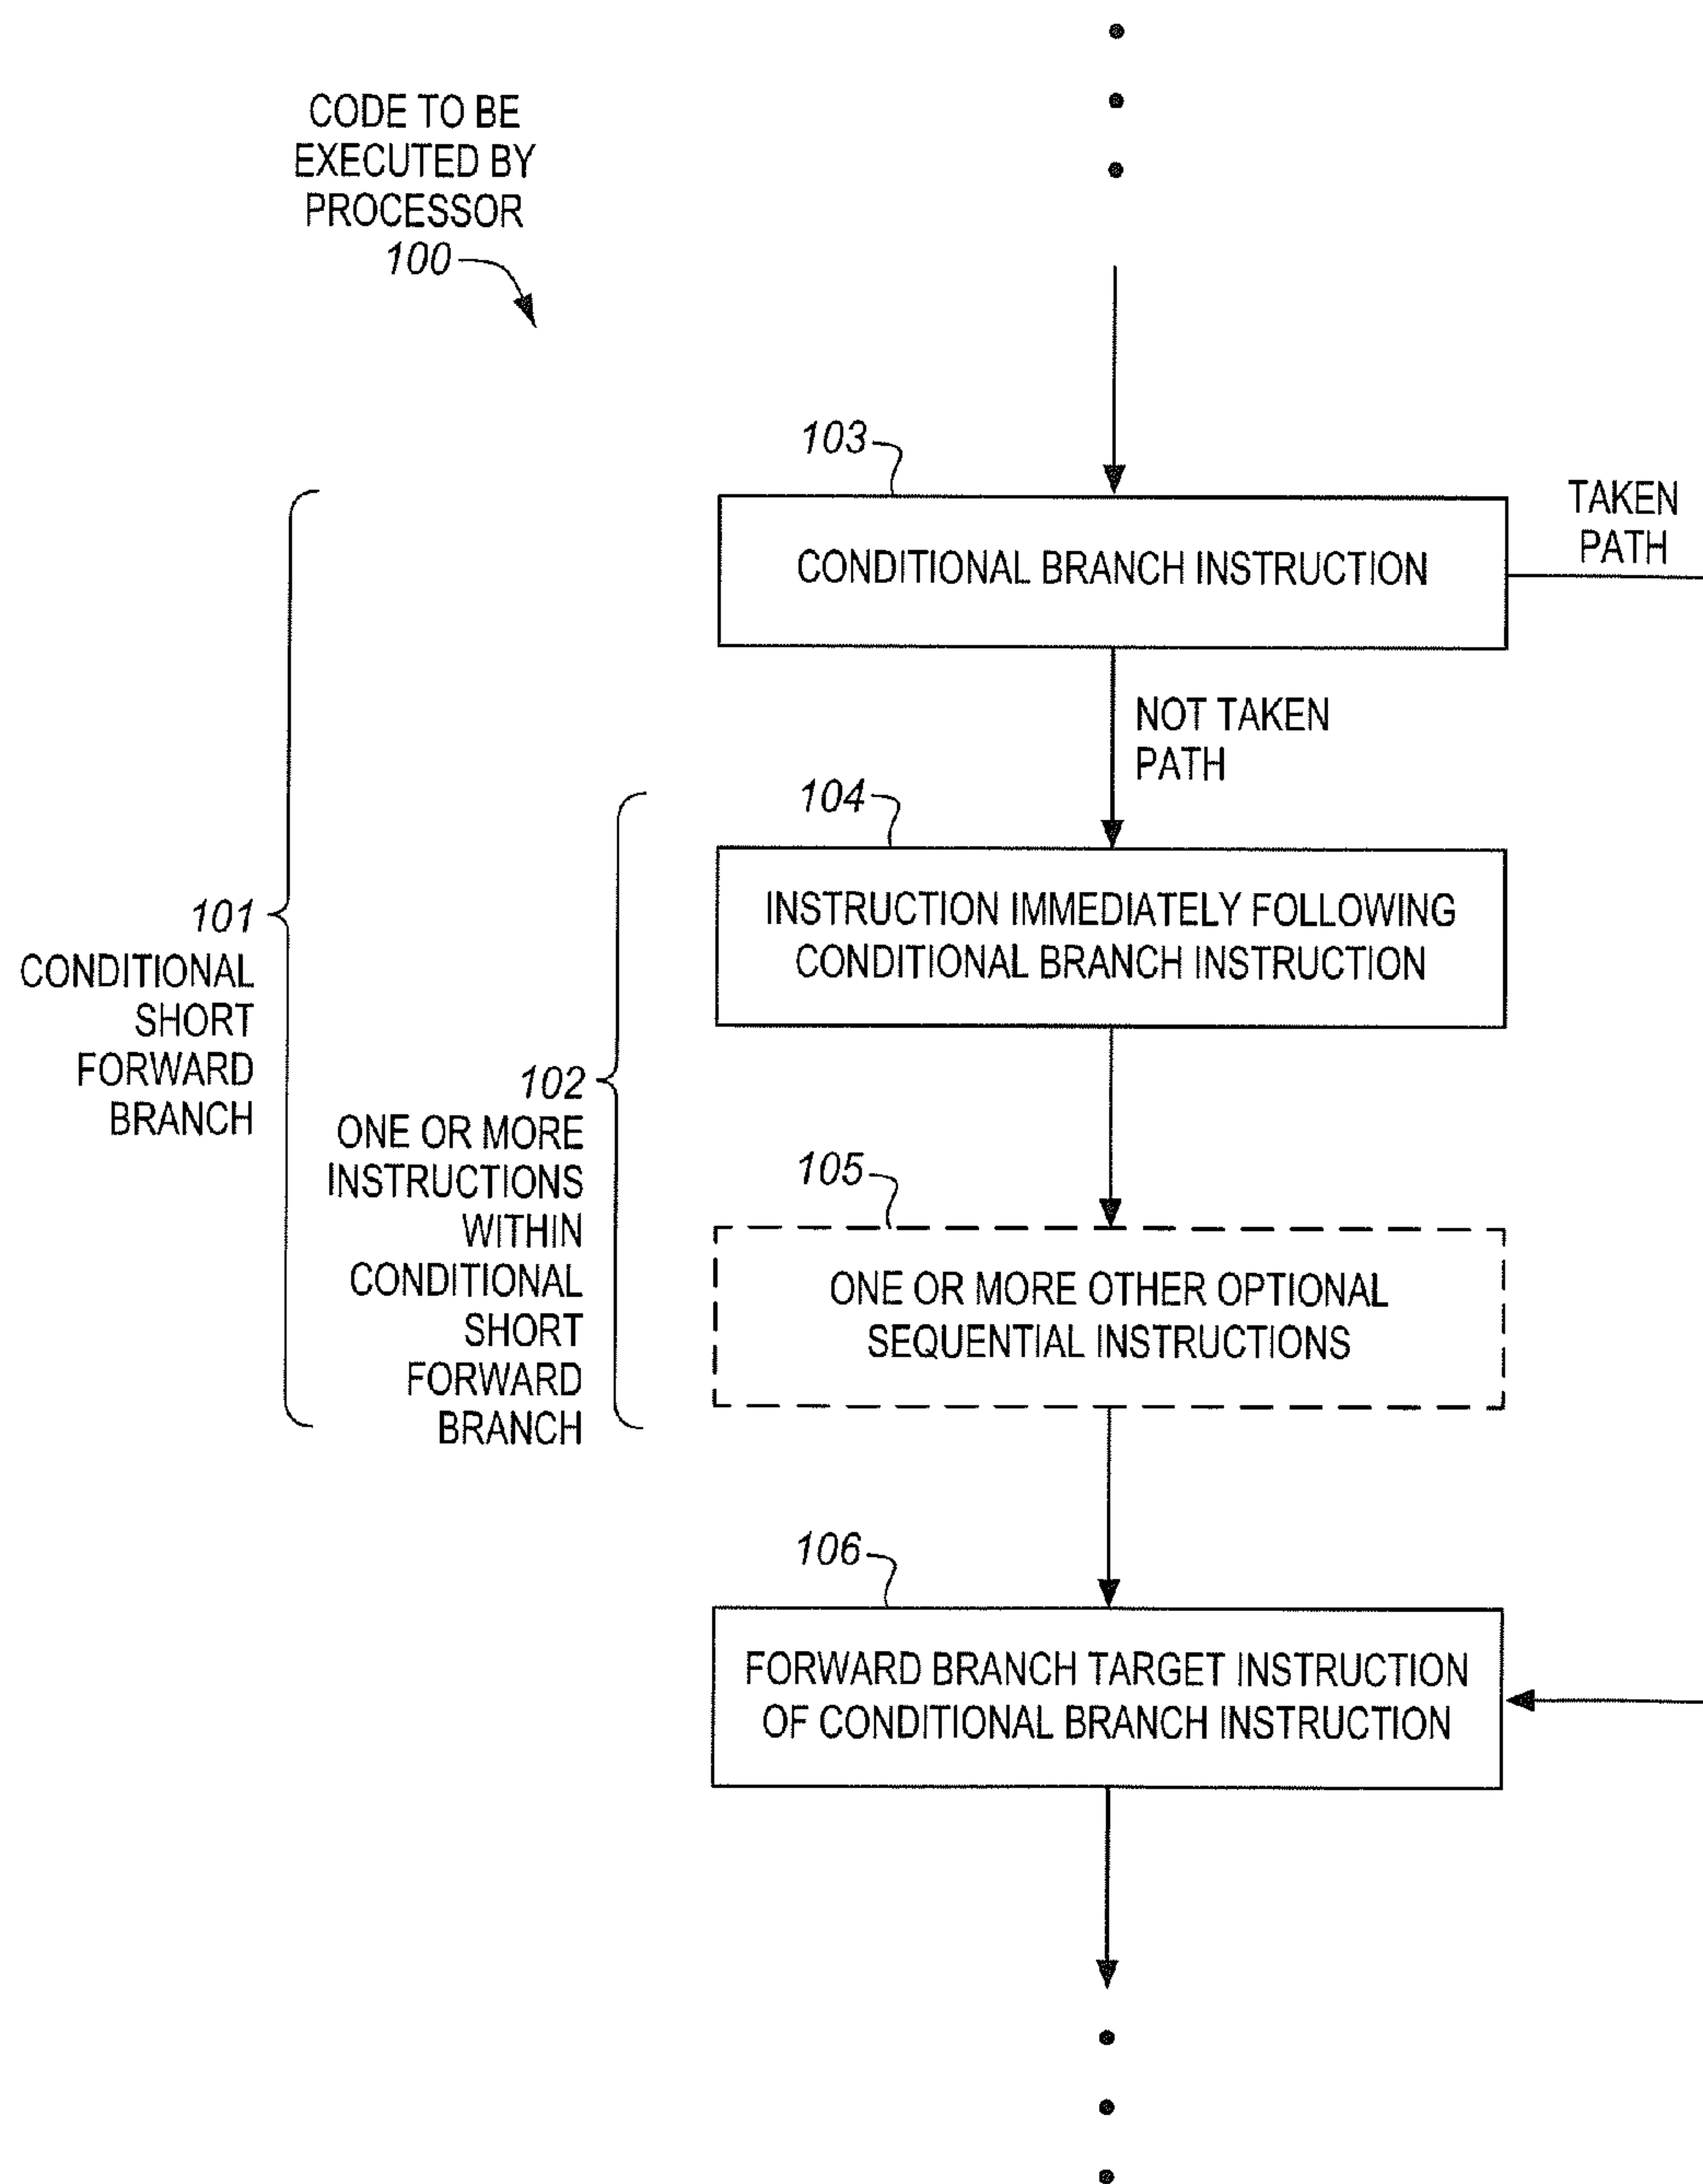 CODE TO BE
EXECUTED BY
PROCESSOR
100
103
CONDITIONAL BRANCH INSTRUCTION
TAKEN
PATH
NOT TAKEN
PATH
101
CONDITIONAL
SHORT
FORWARD
BRANCH
102
ONE OR MORE
INSTRUCTIONS
WITHIN
CONDITIONAL
SHORT
FORWARD
BRANCH
104
INSTRUCTION IMMEDIATELY FOLLOWING
CONDITIONAL BRANCH INSTRUCTION
105
ONE OR MORE OTHER OPTIONAL
SEQUENTIAL INSTRUCTIONS
106
FORWARD BRANCH TARGET INSTRUCTION
OF CONDITIONAL BRANCH INSTRUCTION